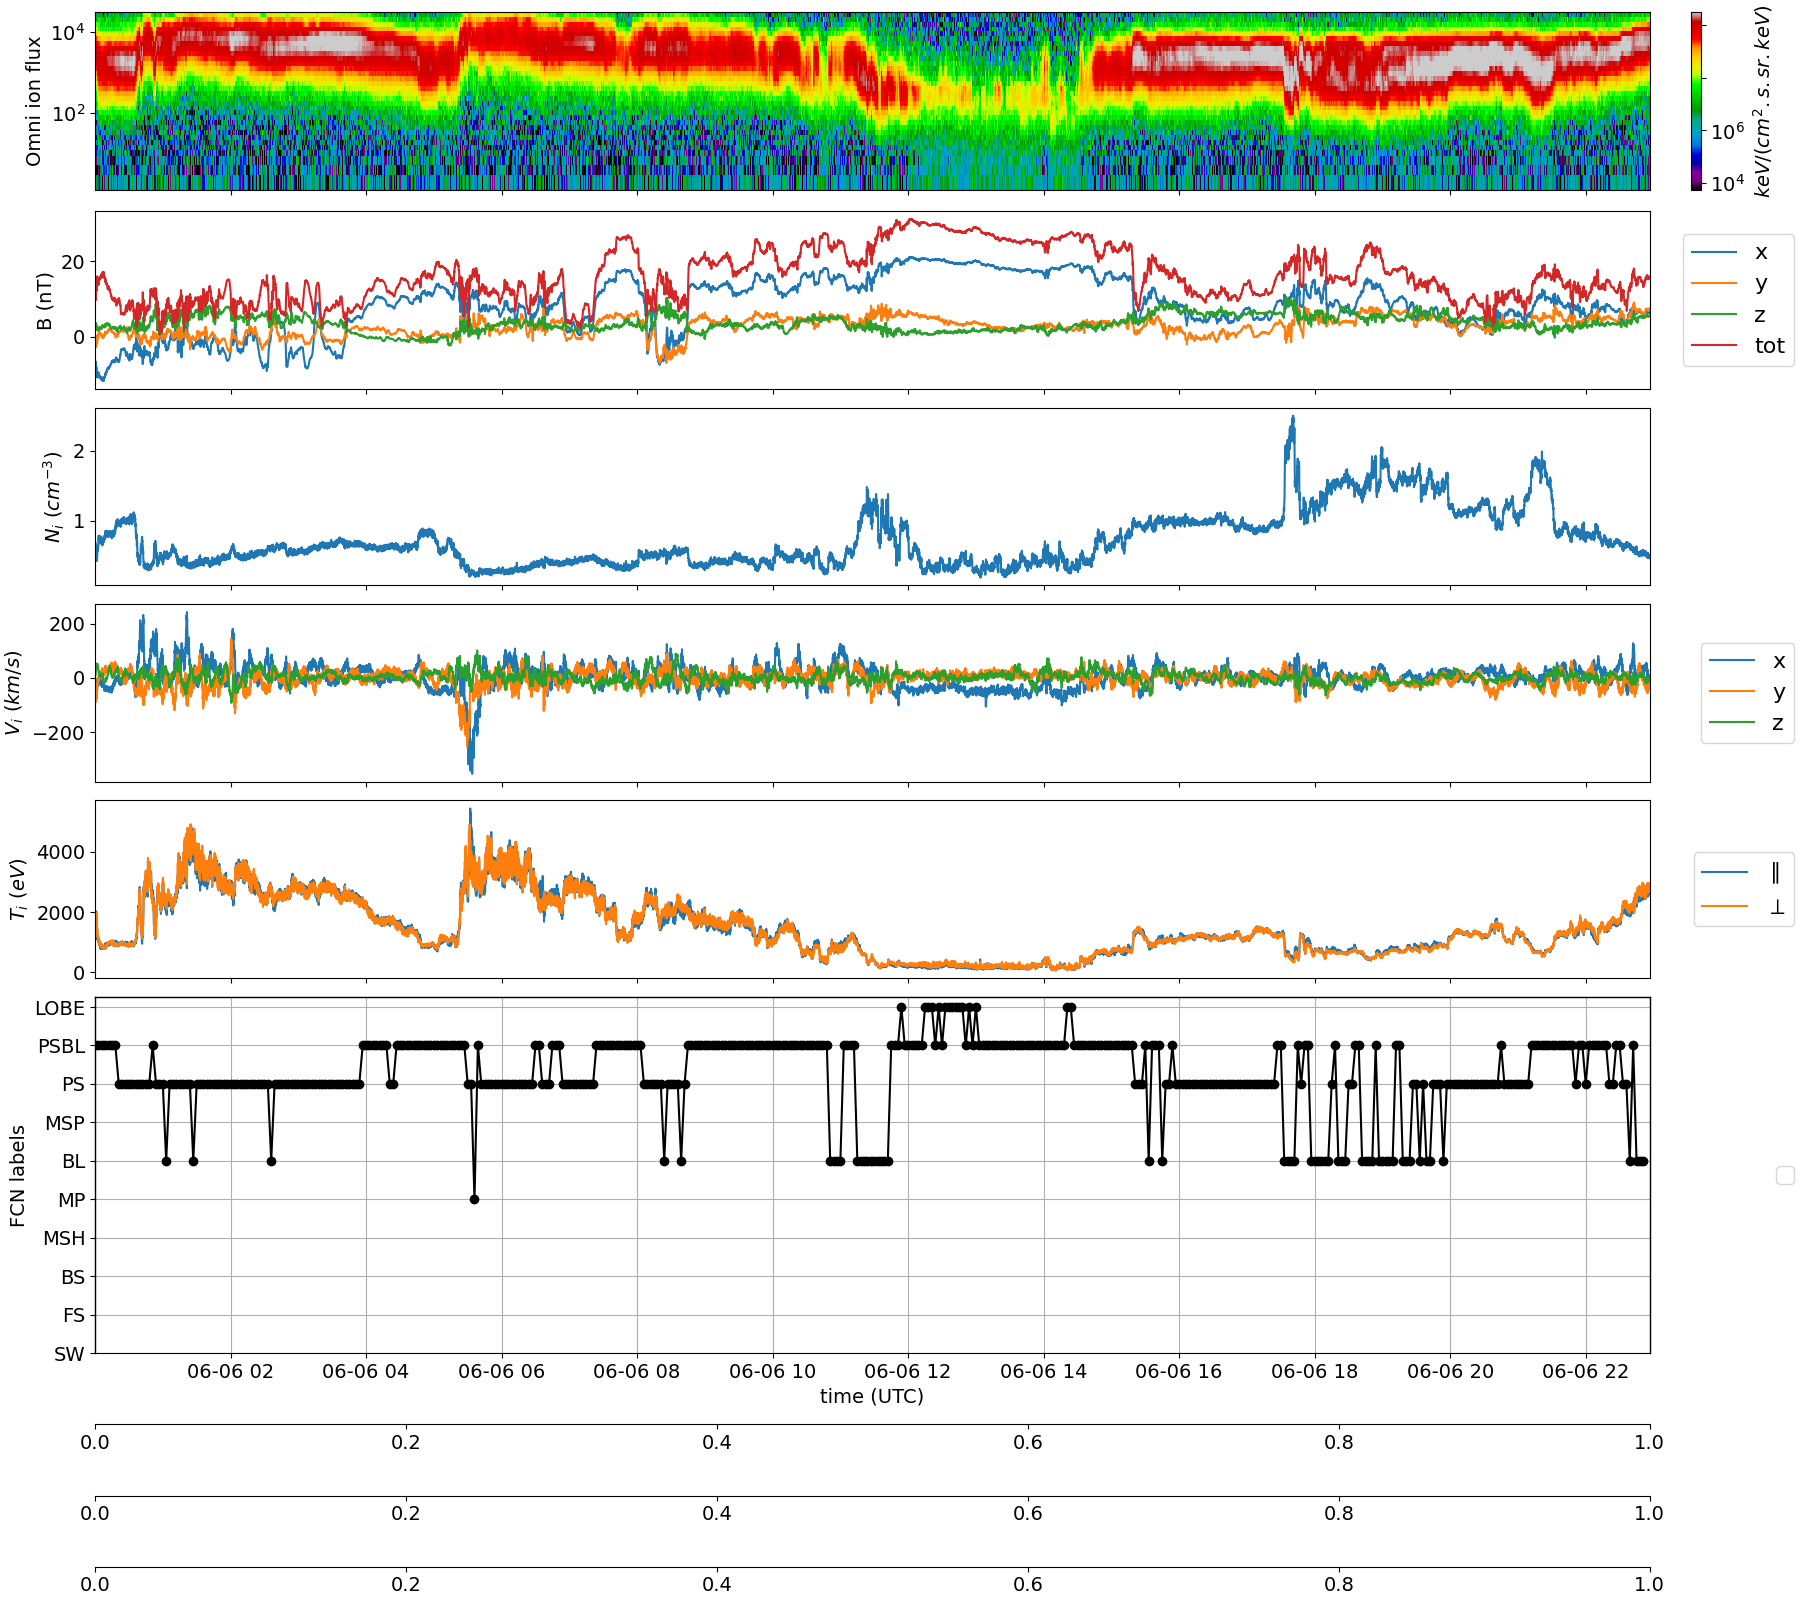 Omni ion flux
10^4
10^2
10^6
10^4
keV/(cm^2.s.sr.keV)
B (nT)
20
0
x
y
z
tot
N_i (cm^-3)
2
1
V_i (km/s)
200
0
−200
x
y
z
T_i (eV)
4000
2000
0
∥
⊥
FCN labels
LOBE
PSBL
PS
MSP
BL
MP
MSH
BS
FS
SW
06-06 02 06-06 04 06-06 06 06-06 08 06-06 10 06-06 12 06-06 14 06-06 16 06-06 18 06-06 20 06-06 22
time (UTC)
0.0 0.2 0.4 0.6 0.8 1.0
0.0 0.2 0.4 0.6 0.8 1.0
0.0 0.2 0.4 0.6 0.8 1.0